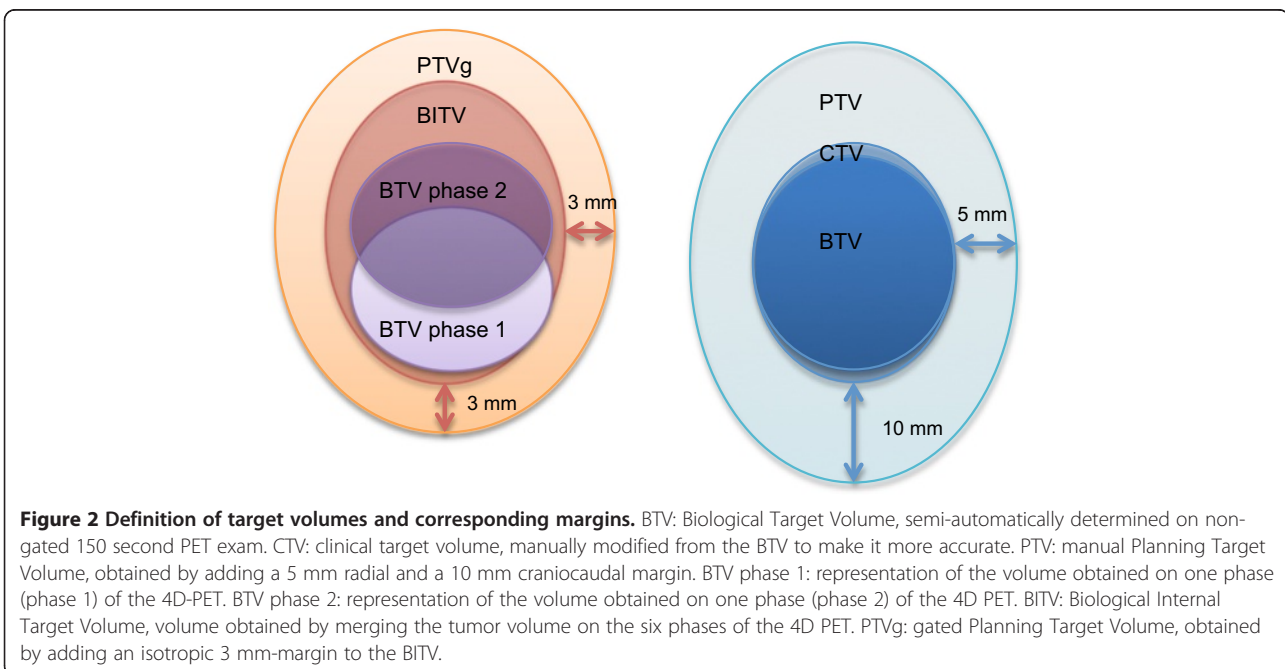 PTVg
BITV
BTV phase 2
3 mm
BTV phase 1
3 mm
PTV
CTV
5 mm
BTV
10 mm
Figure 2 Definition of target volumes and corresponding margins. BTV: Biological Target Volume, semi-automatically determined on non-
gated 150 second PET exam. CTV: clinical target volume, manually modified from the BTV to make it more accurate. PTV: manual Planning Target
Volume, obtained by adding a 5 mm radial and a 10 mm craniocaudal margin. BTV phase 1: representation of the volume obtained on one phase
(phase 1) of the 4D-PET. BTV phase 2: representation of the volume obtained on one phase (phase 2) of the 4D PET. BITV: Biological Internal
Target Volume, volume obtained by merging the tumor volume on the six phases of the 4D PET. PTVg: gated Planning Target Volume, obtained
by adding an isotropic 3 mm-margin to the BITV.